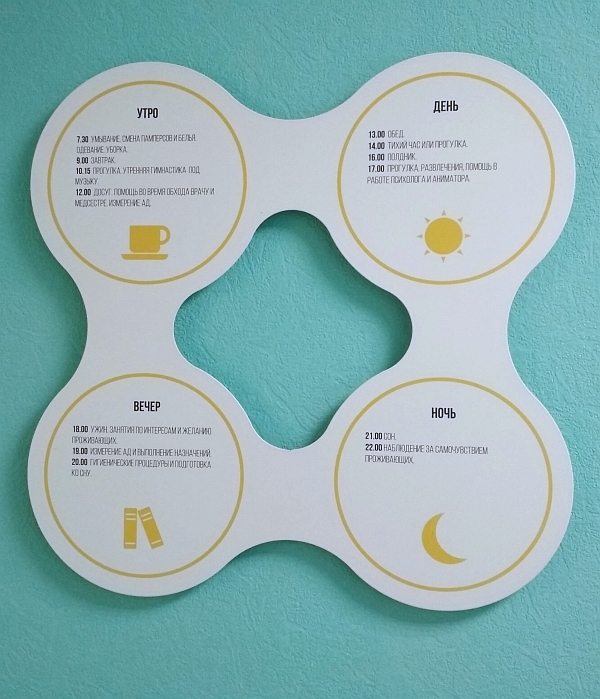 УТРО
7.30 УМЫВАНИЕ, СМЕНА ПАМПЕРСОВ И БЕЛЬЯ,
ОДЕВАНИЕ, УБОРКА.
9.00 ЗАВТРАК.
10.15 ПРОГУЛКА. УТРЕННЯЯ ГИМНАСТИКА ПОД
МУЗЫКУ.
12.00 ДОСУГ, ПОМОЩЬ ВО ВРЕМЯ ОБХОДА ВРАЧУ И
МЕДСЕСТРЕ, ИЗМЕРЕНИЕ АД.
ДЕНЬ
13.00 ОБЕД.
14.00 ТИХИЙ ЧАС ИЛИ ПРОГУЛКА.
16.00 ПОЛДНИК.
17.00 ПРОГУЛКА, РАЗВЛЕЧЕНИЯ, ПОМОЩЬ В
РАБОТЕ ПСИХОЛОГА И АНИМАТОРА.
ВЕЧЕР
18.00 УЖИН, ЗАНЯТИЯ ПО ИНТЕРЕСАМ И ЖЕЛАНИЮ
ПРОЖИВАЮЩИХ.
19.00 ИЗМЕРЕНИЕ АД И ВЫПОЛНЕНИЕ НАЗНАЧЕНИЙ.
20.00 ГИГИЕНИЧЕСКИЕ ПРОЦЕДУРЫ И ПОДГОТОВКА
КО СНУ.
НОЧЬ
21.00 СОН.
22.00 НАБЛЮДЕНИЕ ЗА САМОЧУВСТВИЕМ
ПРОЖИВАЮЩИХ.